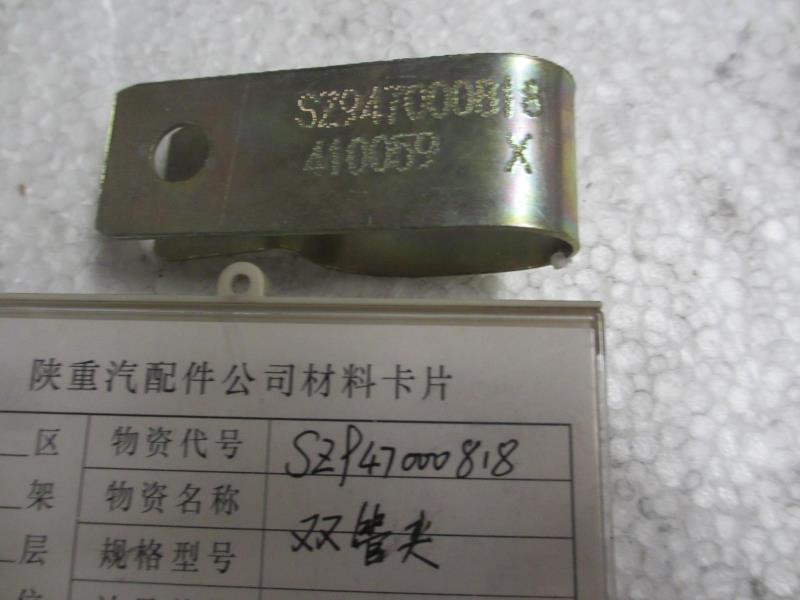 SZ947000818
410059 X
陕重汽配件公司材料卡片
区 物资代号 SZ947000818
架 物资名称 双管夹
层 规格型号